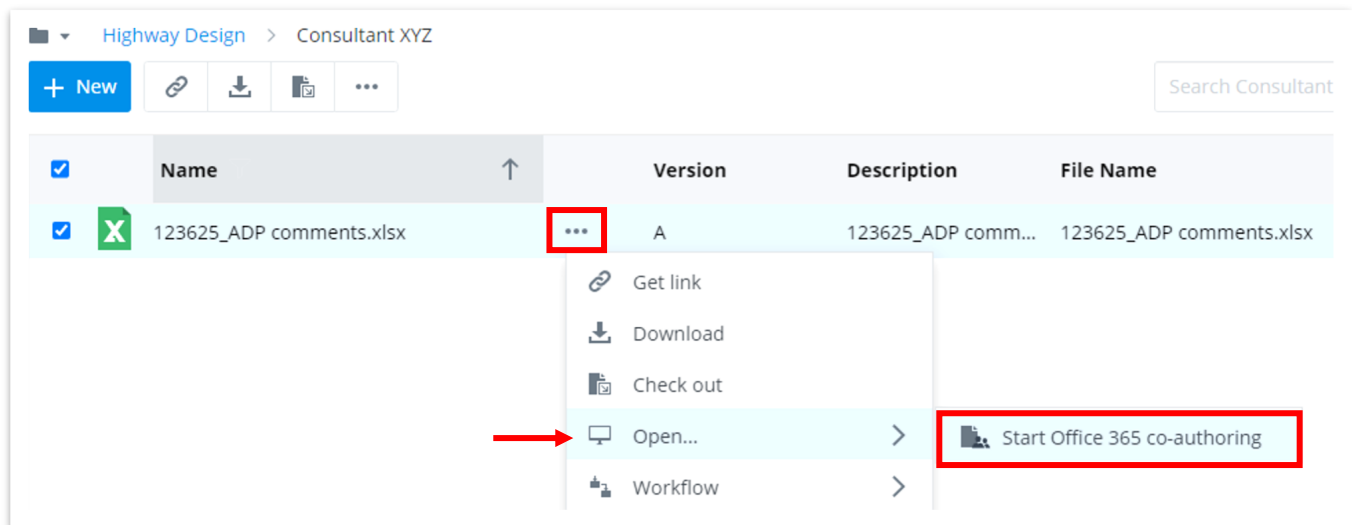 Highway Design > Consultant XYZ
+ New
Search Consultant
Name Version Description File Name
123625_ADP comments.xlsx ••• A 123625_ADP comm... 123625_ADP comments.xlsx
Get link
Download
Check out
Open... Start Office 365 co-authoring
Workflow